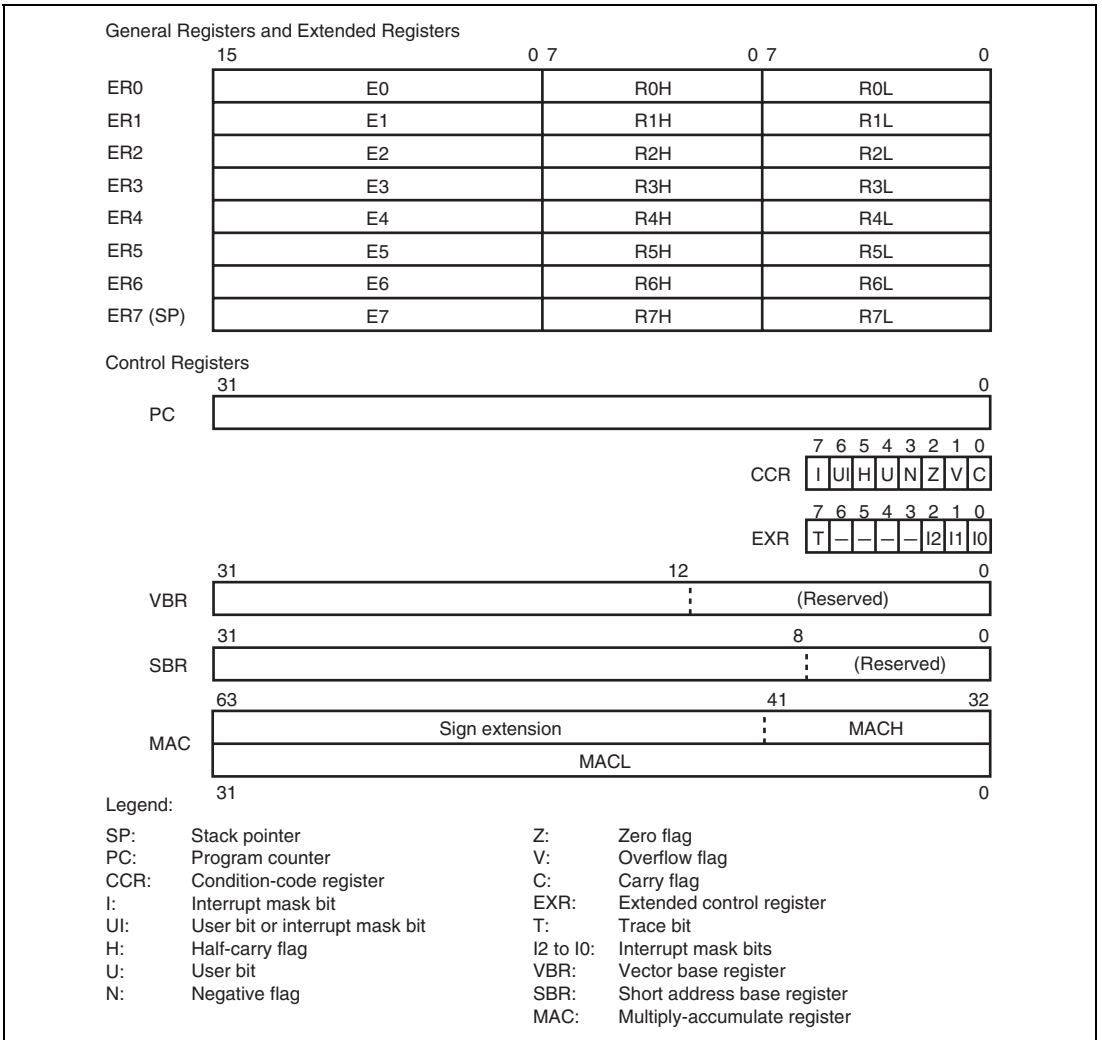 General Registers and Extended Registers
15 0 7 0 7 0
ER0 E0 R0H R0L
ER1 E1 R1H R1L
ER2 E2 R2H R2L
ER3 E3 R3H R3L
ER4 E4 R4H R4L
ER5 E5 R5H R5L
ER6 E6 R6H R6L
ER7 (SP) E7 R7H R7L
Control Registers
31 0
PC
7 6 5 4 3 2 1 0
CCR I UI H U N Z V C
7 6 5 4 3 2 1 0
EXR T — — — — I2 I1 I0
31 12 0
VBR (Reserved)
31 8 0
SBR (Reserved)
63 41 32
MAC Sign extension MACH
MACL
31 0
Legend:
SP: Stack pointer
PC: Program counter
CCR: Condition-code register
I: Interrupt mask bit
UI: User bit or interrupt mask bit
H: Half-carry flag
U: User bit
N: Negative flag
Z: Zero flag
V: Overflow flag
C: Carry flag
EXR: Extended control register
T: Trace bit
I2 to I0: Interrupt mask bits
VBR: Vector base register
SBR: Short address base register
MAC: Multiply-accumulate register